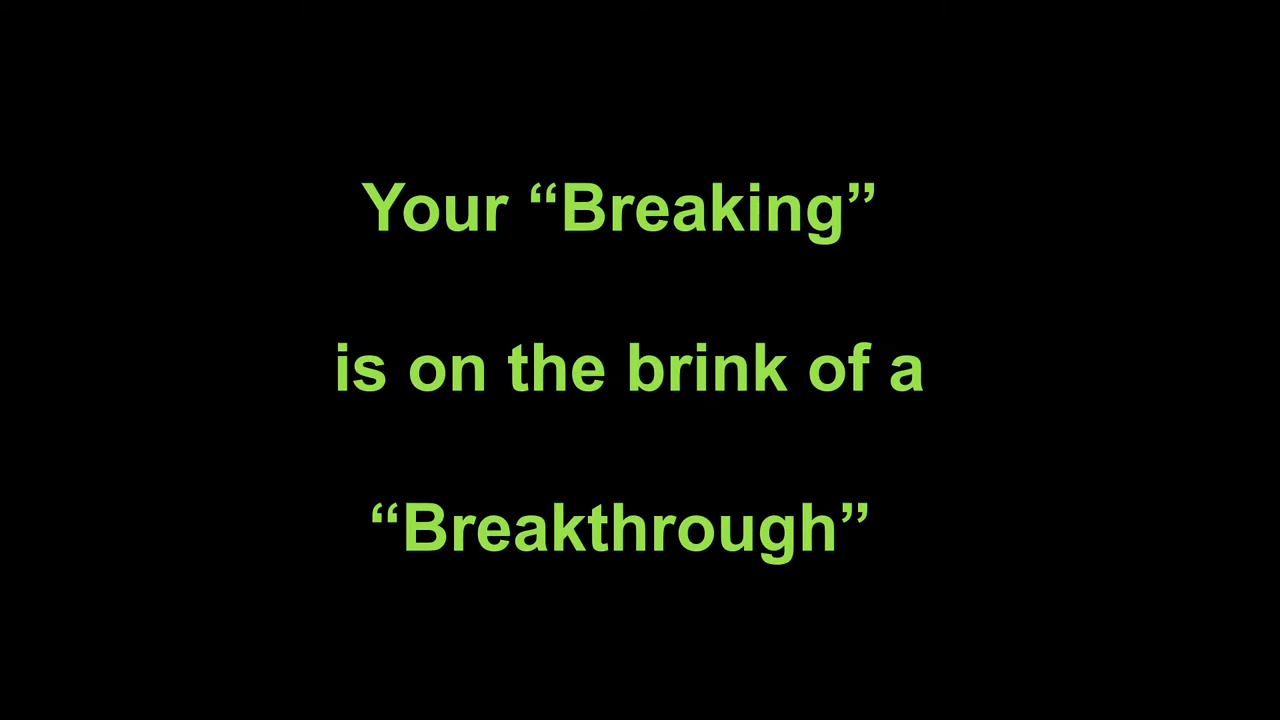 Your “Breaking”
is on the brink of a
“Breakthrough”